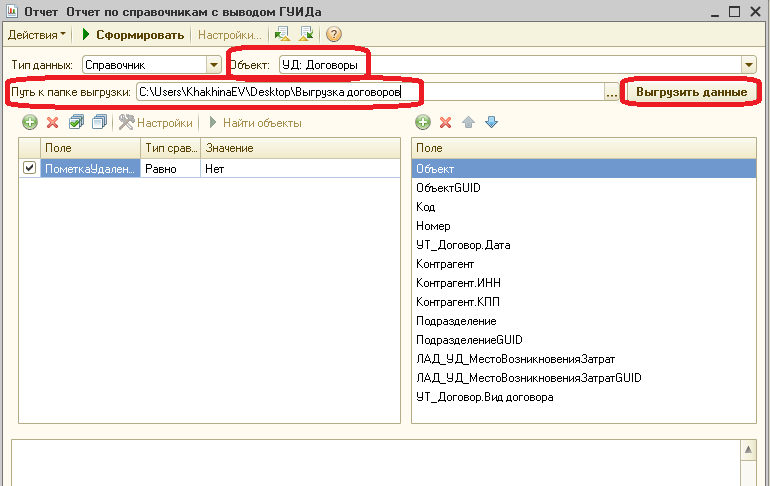 Отчет Отчет по справочникам с выводом ГУИДа
Действия Сформировать Настройки... ?
Тип данных: Справочник Объект: УД: Договоры
Путь к папке выгрузки: C:\Users\KhakhinaEV\Desktop\Выгрузка договоров ... Выгрузить данные
Настройки Найти объекты
Поле Тип срав... Значение
ПометкаУдален... Равно Нет
Поле
Объект
ОбъектGUID
Код
Номер
УТ_Договор.Дата
Контрагент
Контрагент.ИНН
Контрагент.КПП
Подразделение
ПодразделениеGUID
ЛАД_УД_МестоВозникновенияЗатрат
ЛАД_УД_МестоВозникновенияЗатратGUID
УТ_Договор.Вид договора